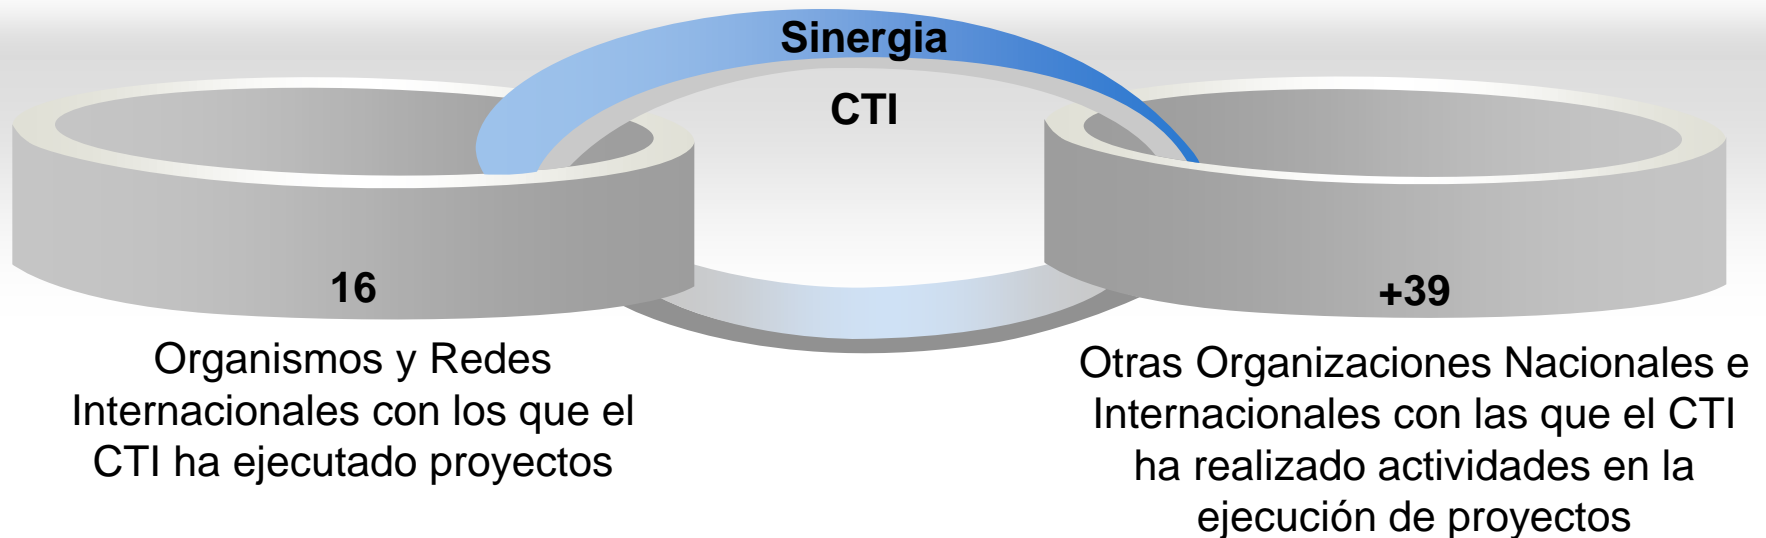 Sinergia
CTI
16
Organismos y Redes
Internacionales con los que el
CTI ha ejecutado proyectos
+39
Otras Organizaciones Nacionales e
Internacionales con las que el CTI
ha realizado actividades en la
ejecución de proyectos